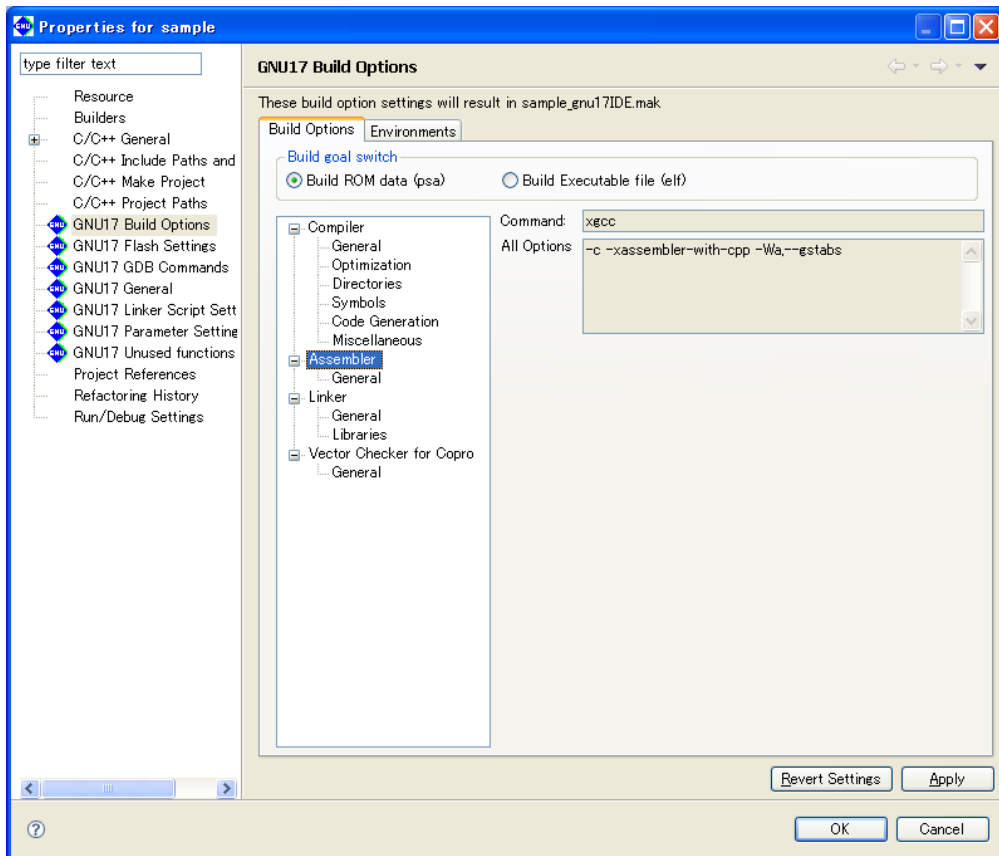 Properties for sample
type filter text
Resource
Builders
C/C++ General
C/C++ Include Paths and
C/C++ Make Project
C/C++ Project Paths
GNU17 Build Options
GNU17 Flash Settings
GNU17 GDB Commands
GNU17 General
GNU17 Linker Script Sett
GNU17 Parameter Setting
GNU17 Unused functions
Project References
Refactoring History
Run/Debug Settings
GNU17 Build Options
These build option settings will result in sample_gnu17IDE.mak
Build Options Environments
Build goal switch
Build ROM data (psa) Build Executable file (elf)
Compiler
General
Optimization
Directories
Symbols
Code Generation
Miscellaneous
Assembler
General
Linker
General
Libraries
Vector Checker for Copro
General
Command: xgcc
All Options -c -xassembler-with-cpp -Wa,--gstabs
Revert Settings Apply
OK Cancel